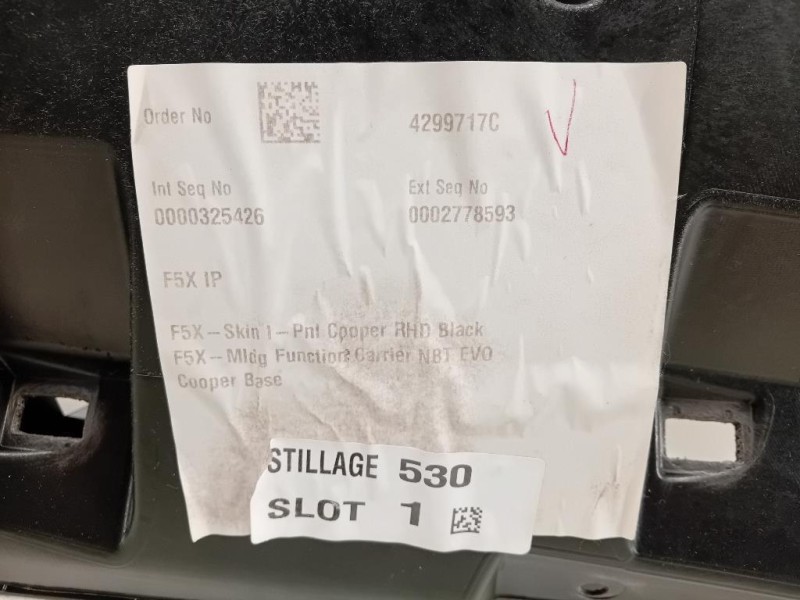 Order No
4299717C
Int Seq No Ext Seq No
0000325426 0002778593
F5X IP
F5X-Skin 1-Pnt Cooper RHD Black
F5X-Mldg Function Carrier NBT EVO
Cooper Base
STILLAGE 530
SLOT 1